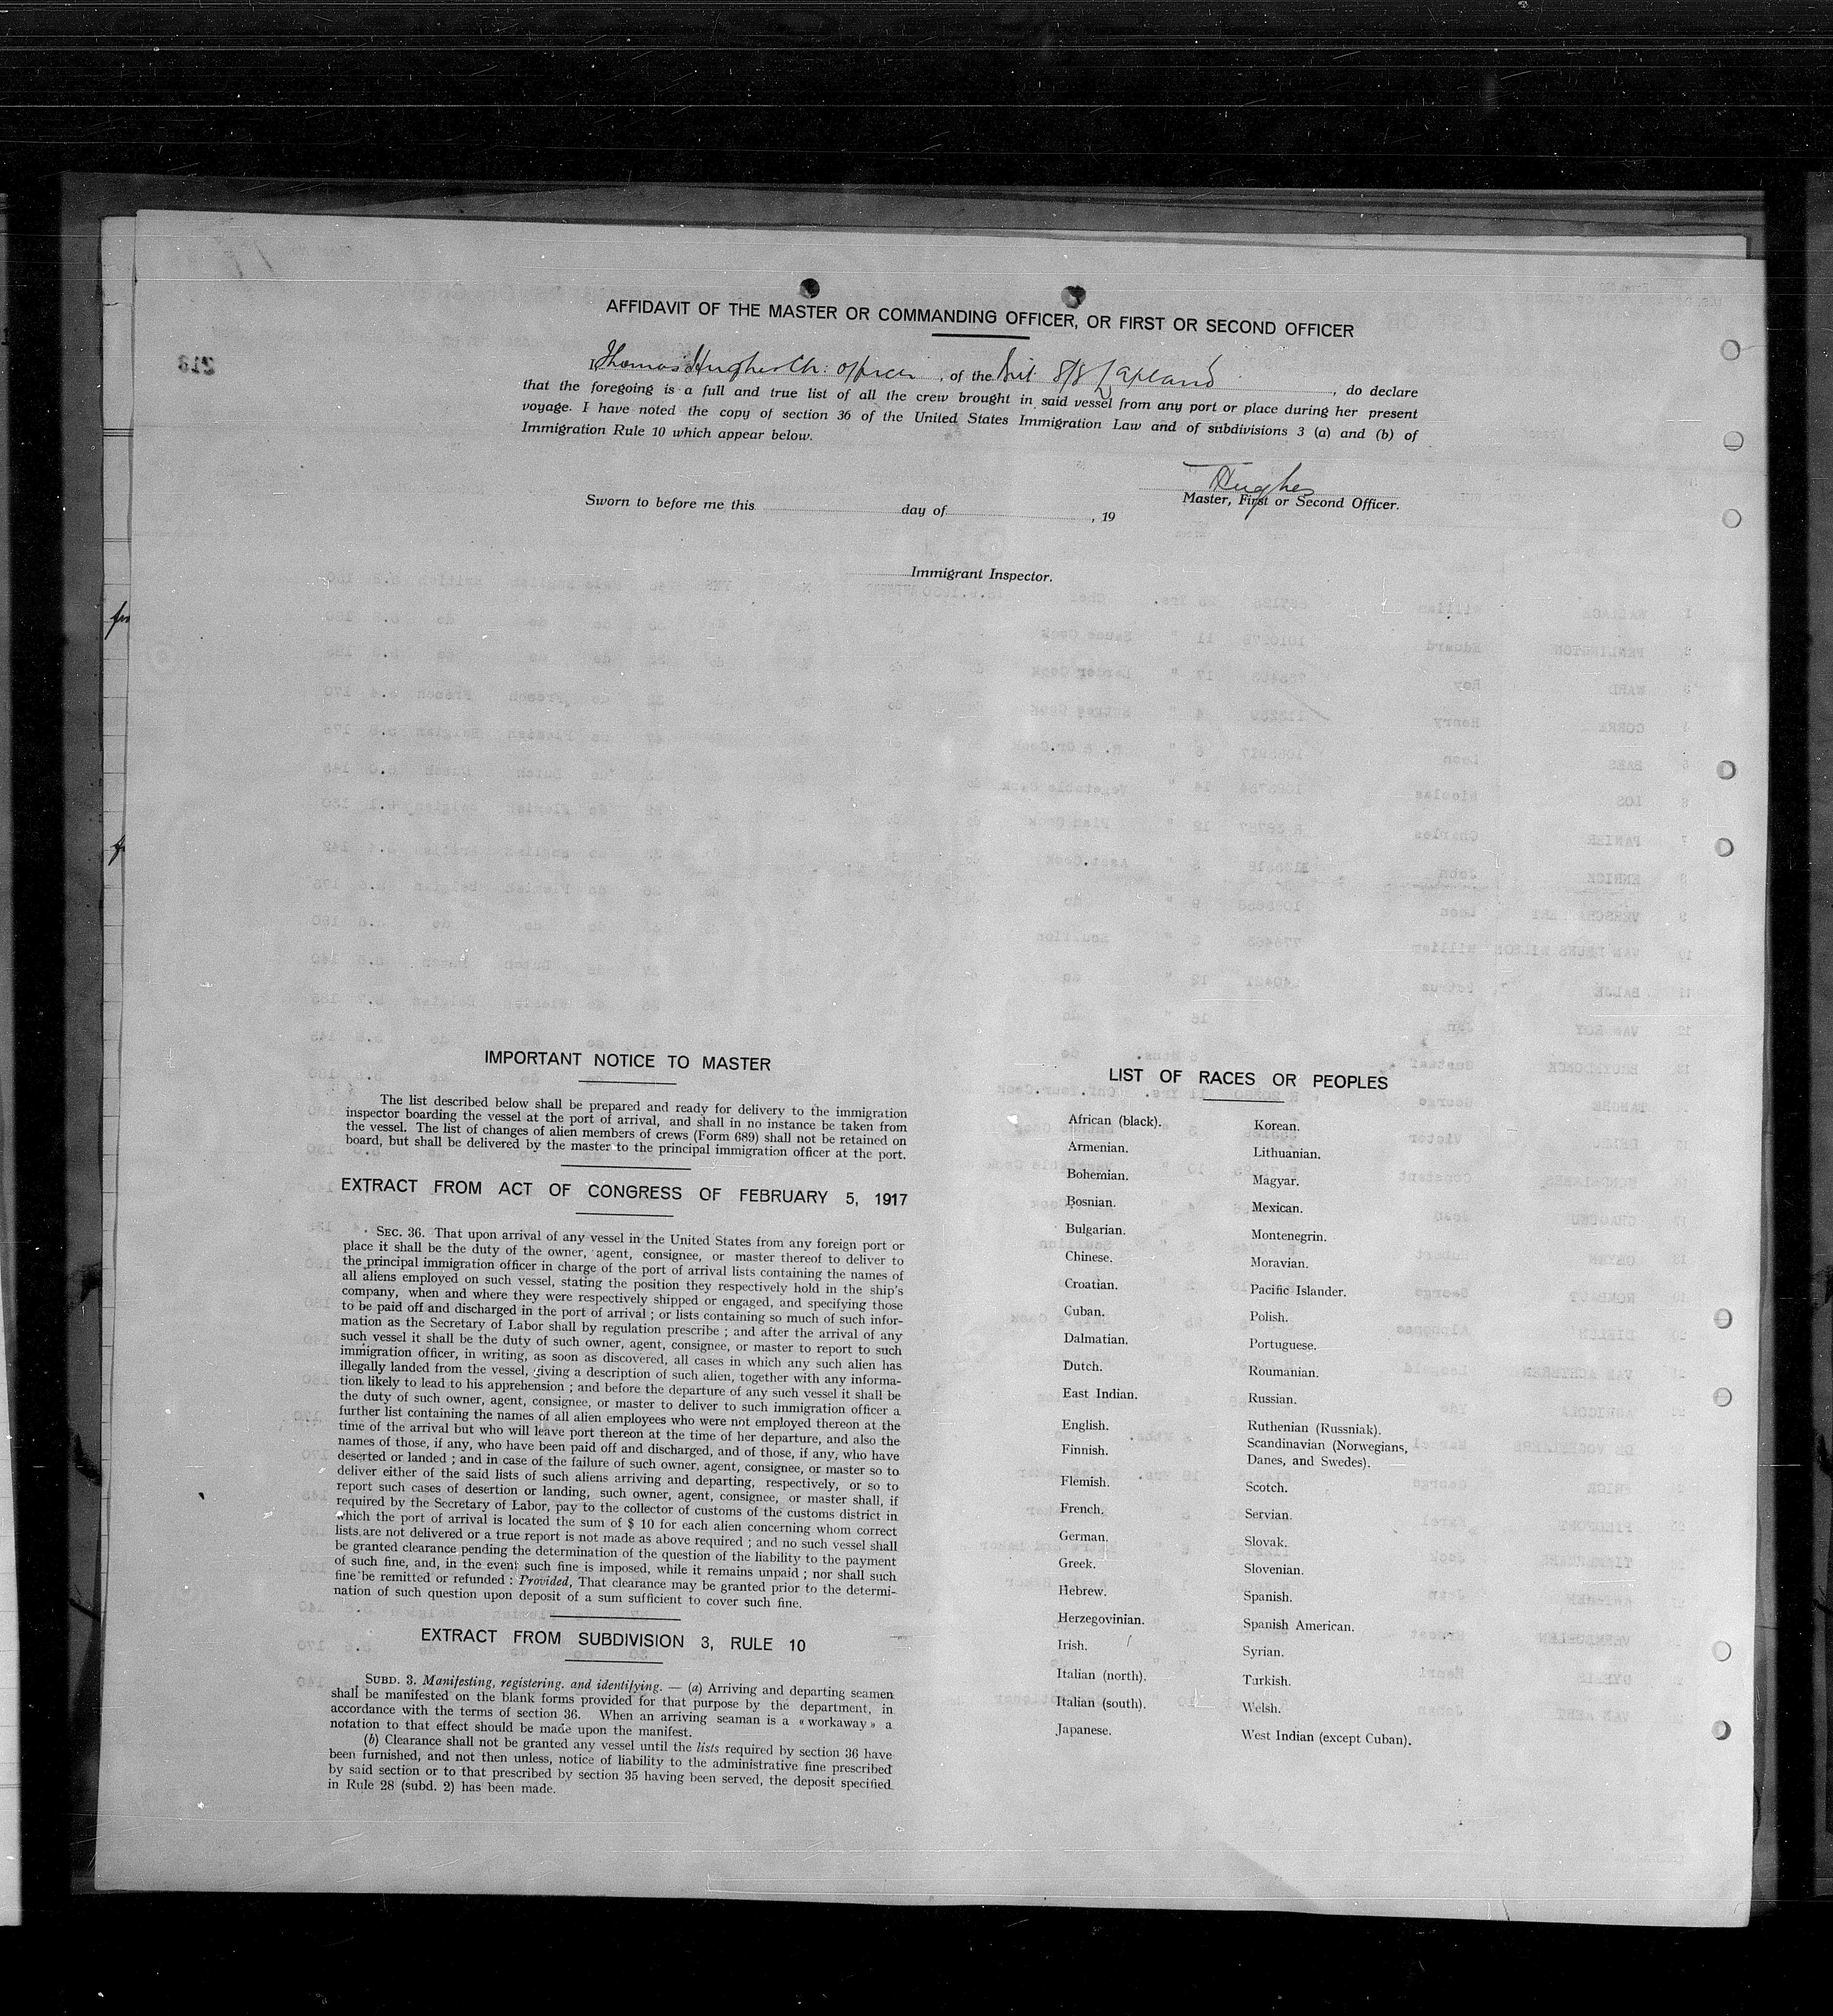 AFFIDAVIT OF THE MASTER OR COMMANDING OFFICER, OR FIRST OR SECOND OFFICER
I Thomas Hughes Ch: officer, of the Brit S/S Lapland, do declare
that the foregoing is a full and true list of all the crew brought in said vessel from any port or place during her present
voyage. I have noted the copy of section 36 of the United States Immigration Law and of subdivisions 3 (a) and (b) of
Immigration Rule 10 which appear below.
THughes
Master, First or Second Officer.
Sworn to before me this day of , 19
Immigrant Inspector.
IMPORTANT NOTICE TO MASTER
The list described below shall be prepared and ready for delivery to the immigration
inspector boarding the vessel at the port of arrival, and shall in no instance be taken from
the vessel. The list of changes of alien members of crews (Form 689) shall not be retained on
board, but shall be delivered by the master to the principal immigration officer at the port.
EXTRACT FROM ACT OF CONGRESS OF FEBRUARY 5, 1917
SEC. 36. That upon arrival of any vessel in the United States from any foreign port or
place it shall be the duty of the owner, agent, consignee, or master thereof to deliver to
the principal immigration officer in charge of the port of arrival lists containing the names of
all aliens employed on such vessel, stating the position they respectively hold in the ship's
company, when and where they were respectively shipped or engaged, and specifying those
to be paid off and discharged in the port of arrival ; or lists containing so much of such infor-
mation as the Secretary of Labor shall by regulation prescribe ; and after the arrival of any
such vessel it shall be the duty of such owner, agent, consignee, or master to report to such
immigration officer, in writing, as soon as discovered, all cases in which any such alien has
illegally landed from the vessel, giving a description of such alien, together with any informa-
tion likely to lead to his apprehension ; and before the departure of any such vessel it shall be
the duty of such owner, agent, consignee, or master to deliver to such immigration officer a
further list containing the names of all alien employees who were not employed thereon at the
time of the arrival but who will leave port thereon at the time of her departure, and also the
names of those, if any, who have been paid off and discharged, and of those, if any, who have
deserted or landed ; and in case of the failure of such owner, agent, consignee, or master so to
deliver either of the said lists of such aliens arriving and departing, respectively, or so to
report such cases of desertion or landing, such owner, agent, consignee, or master shall, if
required by the Secretary of Labor, pay to the collector of customs of the customs district in
which the port of arrival is located the sum of $ 10 for each alien concerning whom correct
lists are not delivered or a true report is not made as above required ; and no such vessel shall
be granted clearance pending the determination of the question of the liability to the payment
of such fine, and, in the event such fine is imposed, while it remains unpaid ; nor shall such
fine be remitted or refunded : Provided, That clearance may be granted prior to the determi-
nation of such question upon deposit of a sum sufficient to cover such fine.
EXTRACT FROM SUBDIVISION 3, RULE 10
SUBD. 3. Manifesting, registering, and identifying. — (a) Arriving and departing seamen
shall be manifested on the blank forms provided for that purpose by the department, in
accordance with the terms of section 36. When an arriving seaman is a « workaway » a
notation to that effect should be made upon the manifest.
(b) Clearance shall not be granted any vessel until the lists required by section 36 have
been furnished, and not then unless, notice of liability to the administrative fine prescribed
by said section or to that prescribed by section 35 having been served, the deposit specified
in Rule 28 (subd. 2) has been made.
LIST OF RACES OR PEOPLES
African (black).
Armenian.
Bohemian.
Bosnian.
Bulgarian.
Chinese.
Croatian.
Cuban.
Dalmatian.
Dutch.
East Indian.
English.
Finnish.
Flemish.
French.
German.
Greek.
Hebrew.
Herzegovinian.
Irish.
Italian (north).
Italian (south).
Japanese.
Korean.
Lithuanian.
Magyar.
Mexican.
Montenegrin.
Moravian.
Pacific Islander.
Polish.
Portuguese.
Roumanian.
Russian.
Ruthenian (Russniak).
Scandinavian (Norwegians,
Danes, and Swedes).
Scotch.
Servian.
Slovak.
Slovenian.
Spanish.
Spanish American.
Syrian.
Turkish.
Welsh.
West Indian (except Cuban).